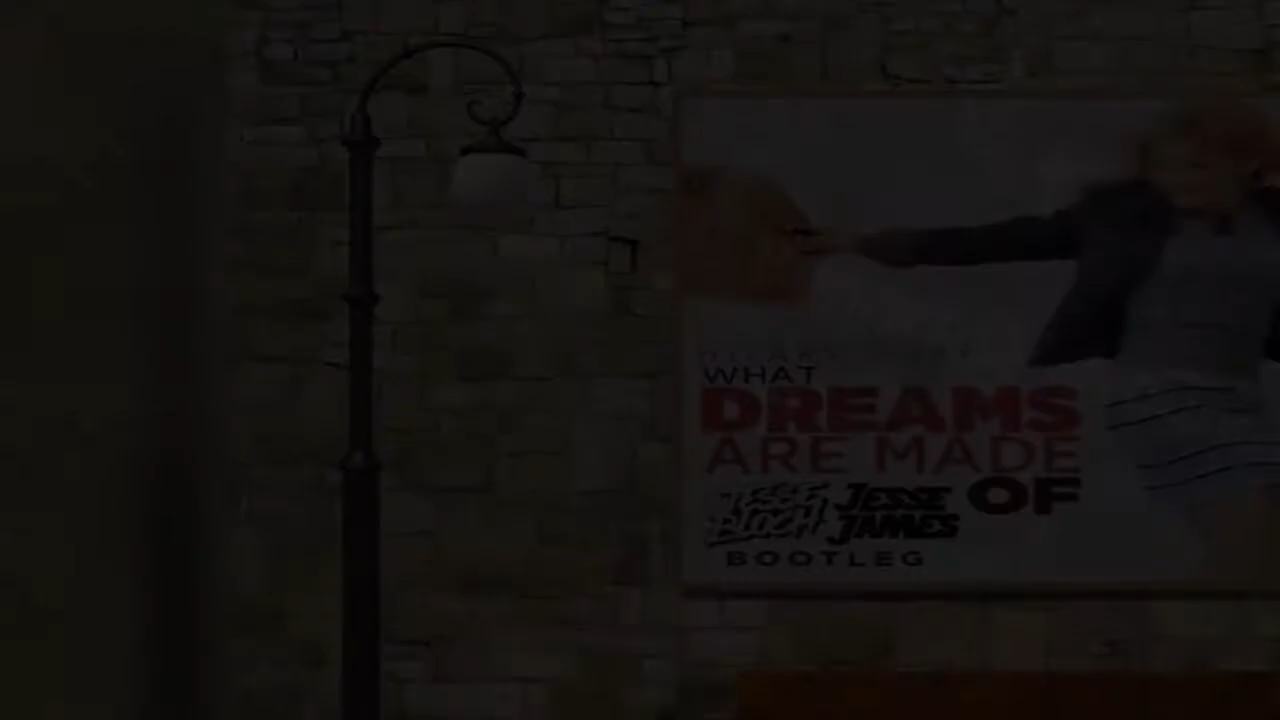 WHAT
DREAMS
ARE MADE
OF
JESSE BLOCH JESSE JAMES
BOOTLEG